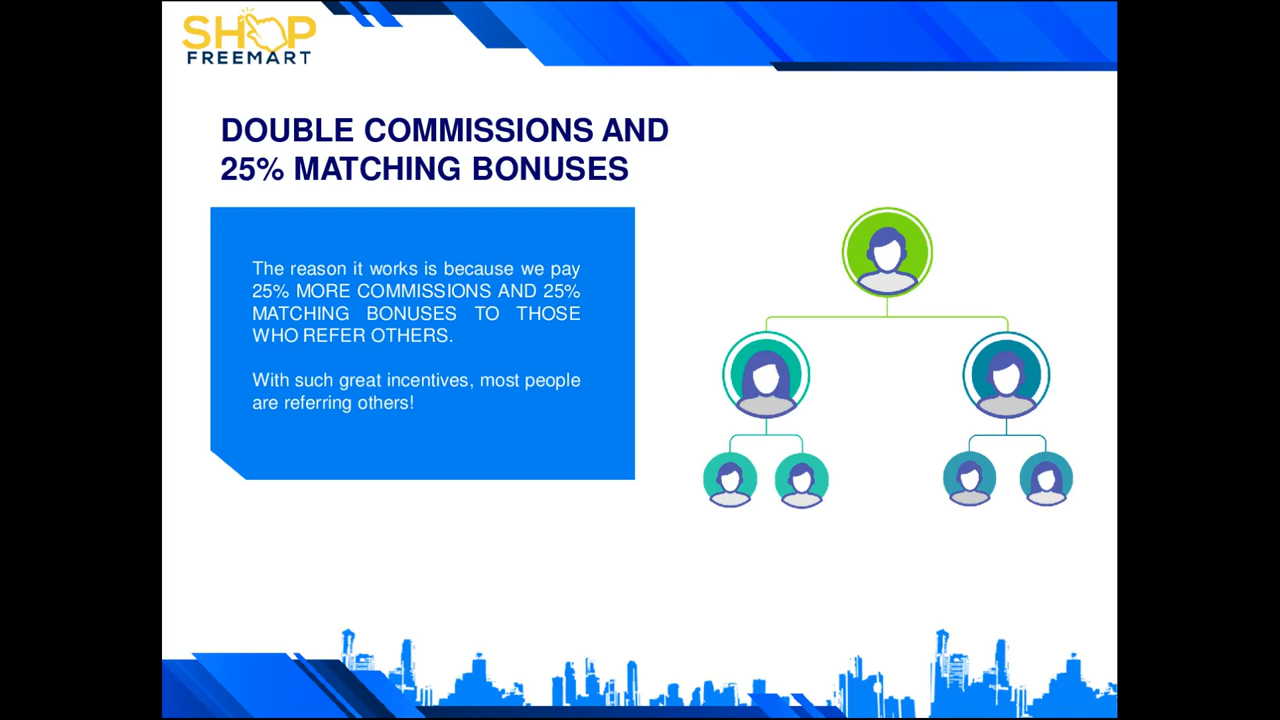 SHOP
FREEMART
DOUBLE COMMISSIONS AND
25% MATCHING BONUSES
The reason it works is because we pay
25% MORE COMMISSIONS AND 25%
MATCHING BONUSES TO THOSE
WHO REFER OTHERS.
With such great incentives, most people
are referring others!